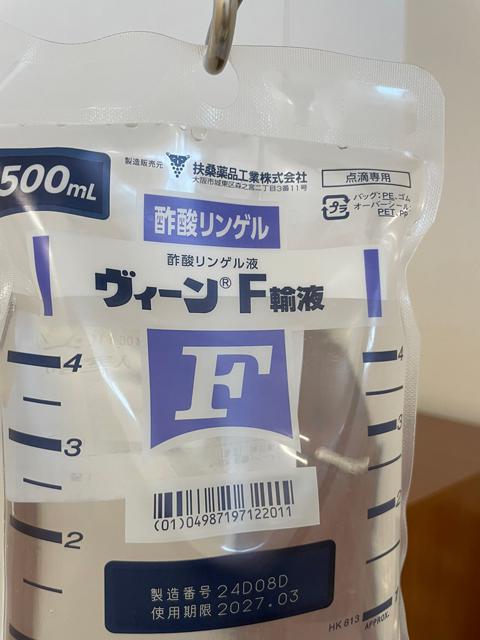 500mL
製造販売元 扶桑薬品工業株式会社
大阪市城東区森之宮二丁目3番11号
点滴専用
プラ
バッグ:PE,ゴム
オーバーシール:
PET,PP
酢酸リンゲル
酢酸リンゲル液
ヴィーン® F輸液
F
4 4
3 3
2 2
1
(01)04987197122011
製造番号 24D08D
使用期限 2027.03
HK 613 APPROX.